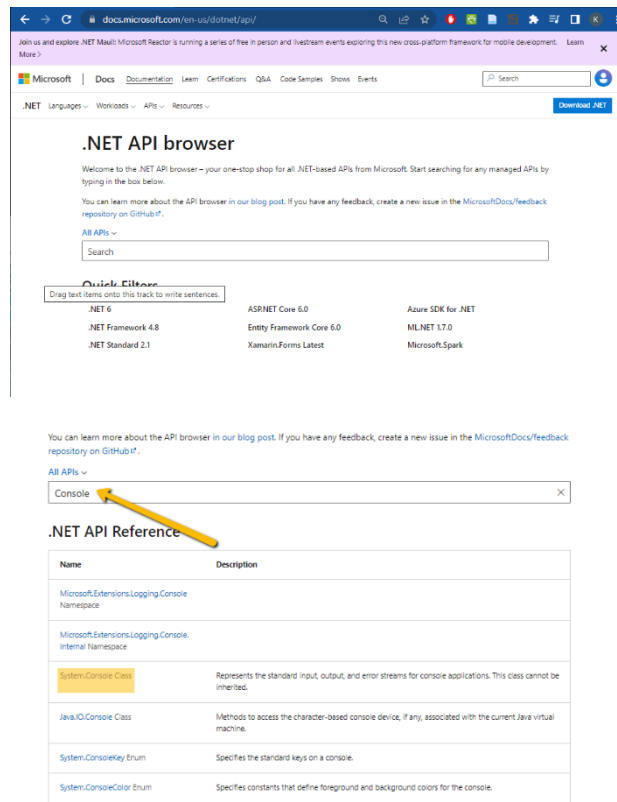 docs.microsoft.com/en-us/dotnet/api/
K
Join us and explore .NET Maui! Microsoft Reactor is running a series of free in person and livestream events exploring this new cross-platform framework for mobile development. Learn
More >
Microsoft | Docs Documentation Learn Certifications Q&A Code Samples Shows Events Search
.NET Languages Workloads APIs Resources Download .NET
.NET API browser
Welcome to the .NET API browser – your one-stop shop for all .NET-based APIs from Microsoft. Start searching for any managed APIs by
typing in the box below.
You can learn more about the API browser in our blog post. If you have any feedback, create a new issue in the MicrosoftDocs/feedback
repository on GitHub.
All APIs
Search
Quick Filters
Drag text items onto this track to write sentences.
.NET 6 ASP.NET Core 6.0 Azure SDK for .NET
.NET Framework 4.8 Entity Framework Core 6.0 ML.NET 1.7.0
.NET Standard 2.1 Xamarin.Forms Latest Microsoft.Spark
You can learn more about the API browser in our blog post. If you have any feedback, create a new issue in the MicrosoftDocs/feedback
repository on GitHub.
All APIs
Console
.NET API Reference
Name Description
Microsoft.Extensions.Logging.Console
Namespace
Microsoft.Extensions.Logging.Console.
Internal Namespace
System.Console Class Represents the standard input, output, and error streams for console applications. This class cannot be
inherited.
Java.IO.Console Class Methods to access the character-based console device, if any, associated with the current Java virtual
machine.
System.ConsoleKey Enum Specifies the standard keys on a console.
System.ConsoleColor Enum Specifies constants that define foreground and background colors for the console.